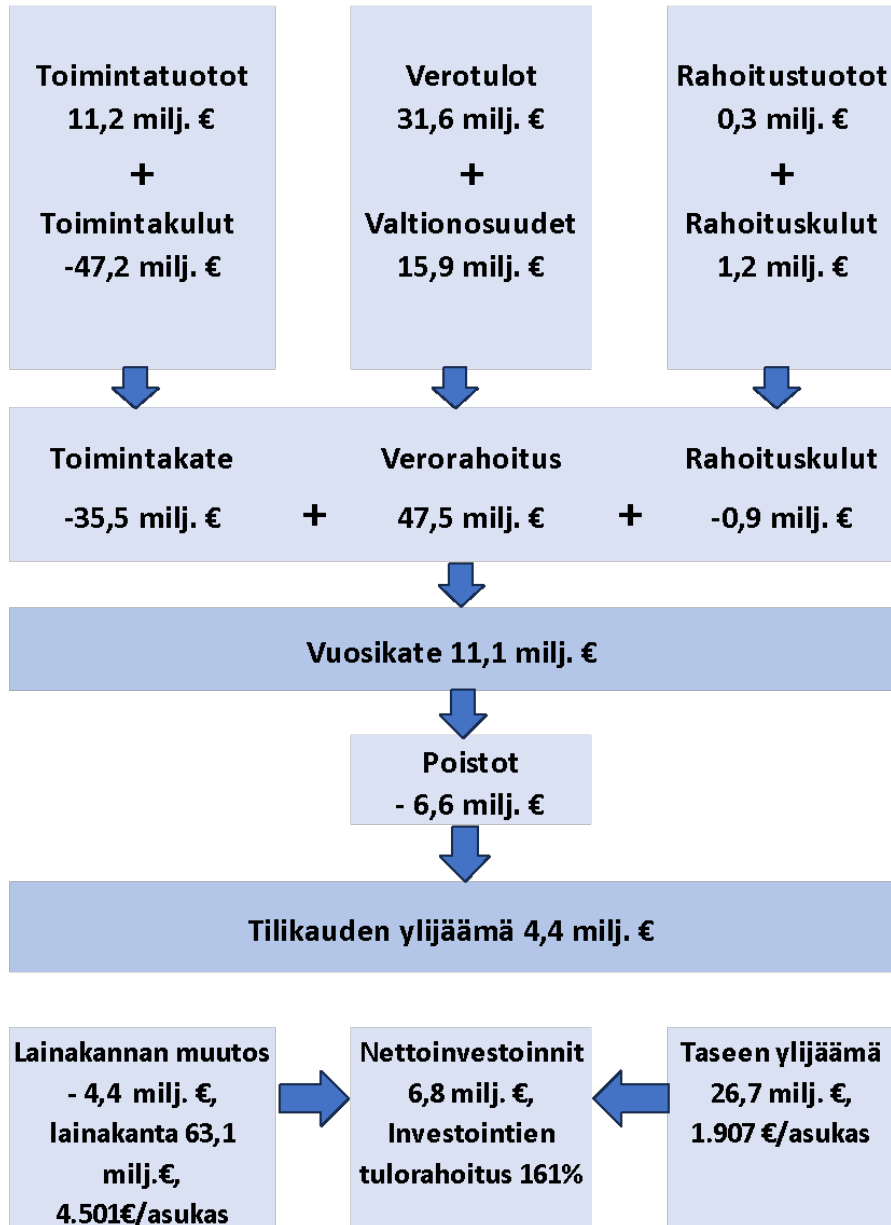 Toimintatuotot
11,2 milj. €
+
Toimintakulut
-47,2 milj. €
Verotulot
31,6 milj. €
+
Valtionosuudet
15,9 milj. €
Rahoitustuotot
0,3 milj. €
+
Rahoituskulut
1,2 milj. €
Toimintakate
-35,5 milj. €
+
Verorahoitus
47,5 milj. €
+
Rahoituskulut
-0,9 milj. €
Vuosikate 11,1 milj. €
Poistot
- 6,6 milj. €
Tilikauden ylijäämä 4,4 milj. €
Lainakannan muutos
- 4,4 milj. €,
lainakanta 63,1
milj.€,
4.501€/asukas
Nettoinvestoinnit
6,8 milj. €,
Investointien
tulorahoitus 161%
Taseen ylijäämä
26,7 milj. €,
1.907 €/asukas